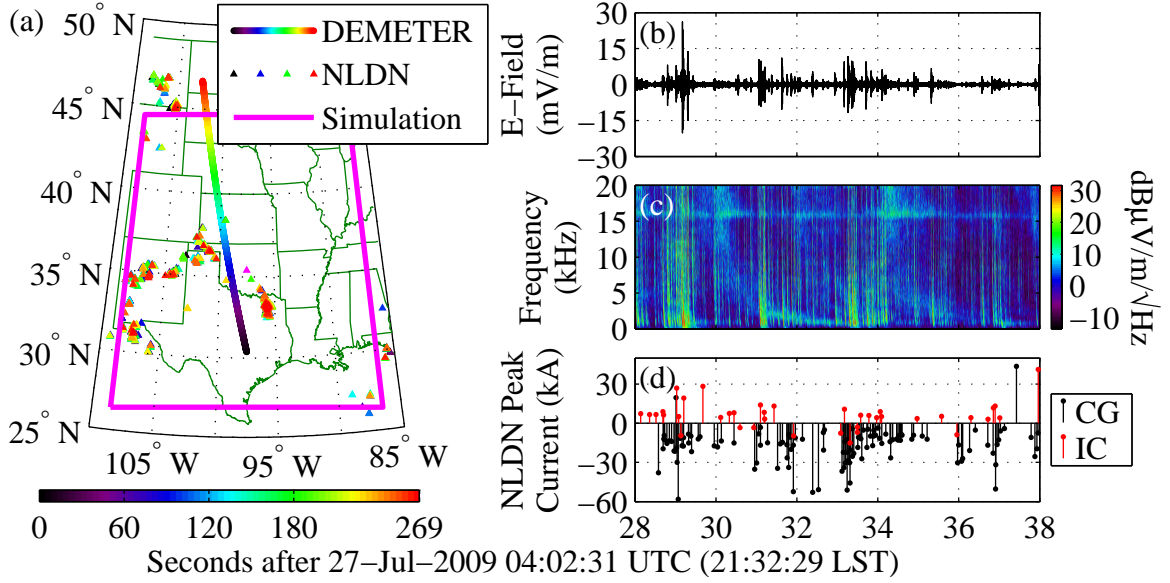 (a)
50° N
45° N
40° N
35° N
30° N
25° N
105° W
95° W
85° W
DEMETER
NLDN
Simulation
0 60 120 180 269
Seconds after 27−Jul−2009 04:02:31 UTC (21:32:29 LST)
(b)
E−Field
(mV/m)
30
15
0
−15
−30
(c)
Frequency
(kHz)
20
15
10
5
0
30
20
10
0
−10
dBμV/m/√Hz
(d)
NLDN Peak
Current (kA)
30
0
−30
−60
28 30 32 34 36 38
CG
IC